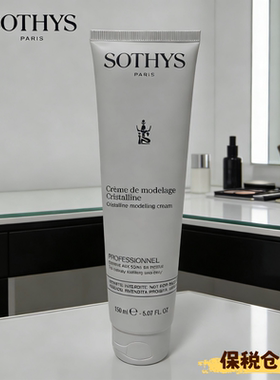 SOTHYS
PARIS
SOTHYS
PARIS
Crème de modelage
Cristalline
Cristalline modeling cream
PROFESSIONNEL
150 ml e - 5.07 FL. OZ
保税仓